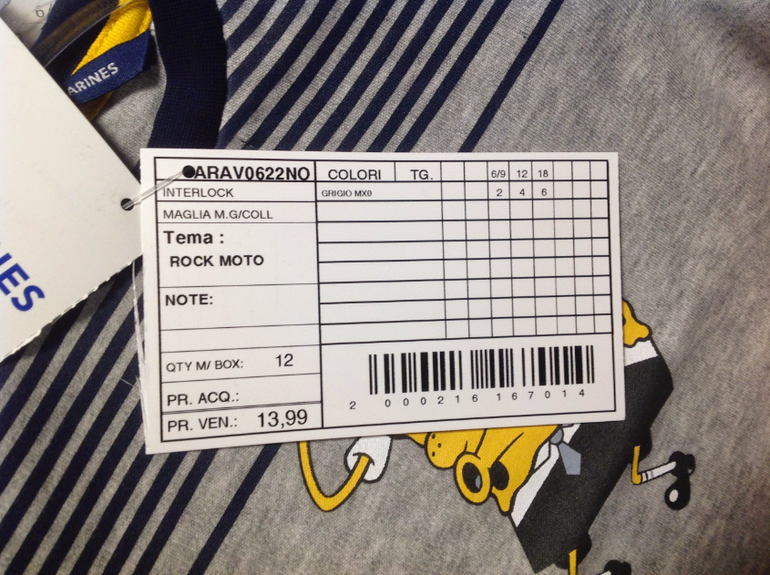 ARINES
NES
ARAV0622NO COLORI TG. 6/9 12 18
INTERLOCK GRIGIO MX0 2 4 6
MAGLIA M.G/COLL
Tema :
ROCK MOTO
NOTE:
QTY M/ BOX: 12
PR. ACQ.:
PR. VEN.: 13,99
2 000216 167014